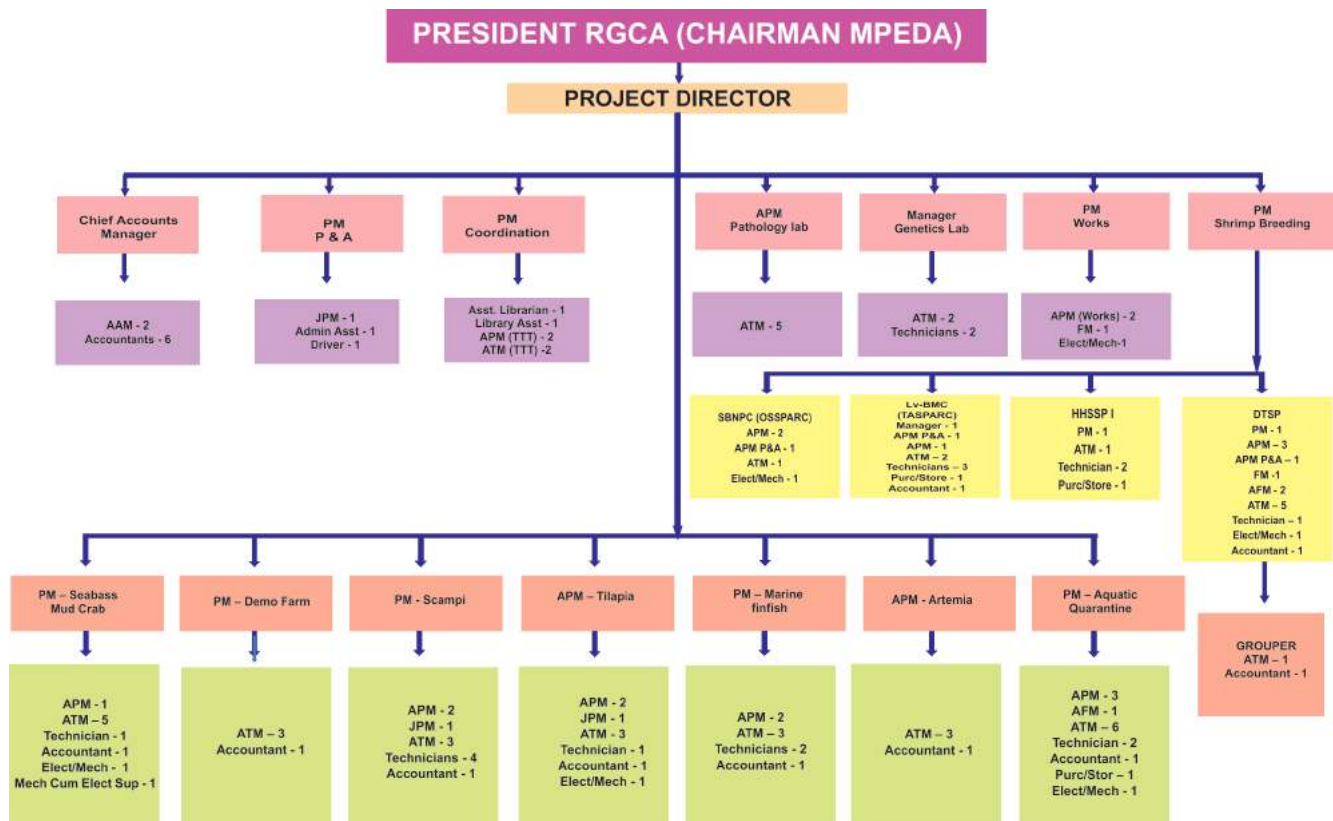 PRESIDENT RGCA (CHAIRMAN MPEDA)
PROJECT DIRECTOR
Chief Accounts
Manager
PM
P & A
PM
Coordination
APM
Pathology lab
Manager
Genetics Lab
PM
Works
PM
Shrimp Breeding
AAM - 2
Accountants - 6
JPM - 1
Admin Asst - 1
Driver - 1
Asst. Librarian - 1
Library Asst - 1
APM (TTT) - 2
ATM (TTT) -2
ATM - 5
ATM - 2
Technicians - 2
APM (Works) - 2
FM - 1
Elect/Mech-1
SBNPC (OSSPARC)
APM - 2
APM P&A - 1
ATM - 1
Elect/Mech - 1
Lv-BMC
(TASPARC)
Manager - 1
APM P&A - 1
APM - 1
ATM – 2
Technicians – 3
Purc/Store - 1
Accountant - 1
HHSSP I
PM - 1
ATM - 1
Technician - 2
Purc/Store - 1
DTSP
PM - 1
APM – 3
APM P&A – 1
FM -1
AFM - 2
ATM – 5
Technician – 1
Elect/Mech - 1
Accountant - 1
PM – Seabass
Mud Crab
PM – Demo Farm
PM - Scampi
APM – Tilapia
PM – Marine
finfish
APM - Artemia
PM – Aquatic
Quarantine
GROUPER
ATM – 1
Accountant - 1
APM - 1
ATM – 5
Technician - 1
Accountant - 1
Elect/Mech - 1
Mech Cum Elect Sup - 1
ATM – 3
Accountant - 1
APM - 2
JPM - 1
ATM - 3
Technicians - 4
Accountant - 1
APM - 2
JPM - 1
ATM - 3
Technician - 1
Accountant - 1
Elect/Mech - 1
APM - 2
ATM – 3
Technicians - 2
Accountant - 1
ATM – 3
Accountant - 1
APM - 3
AFM - 1
ATM – 6
Technician - 2
Accountant - 1
Purc/Stor – 1
Elect/Mech - 1